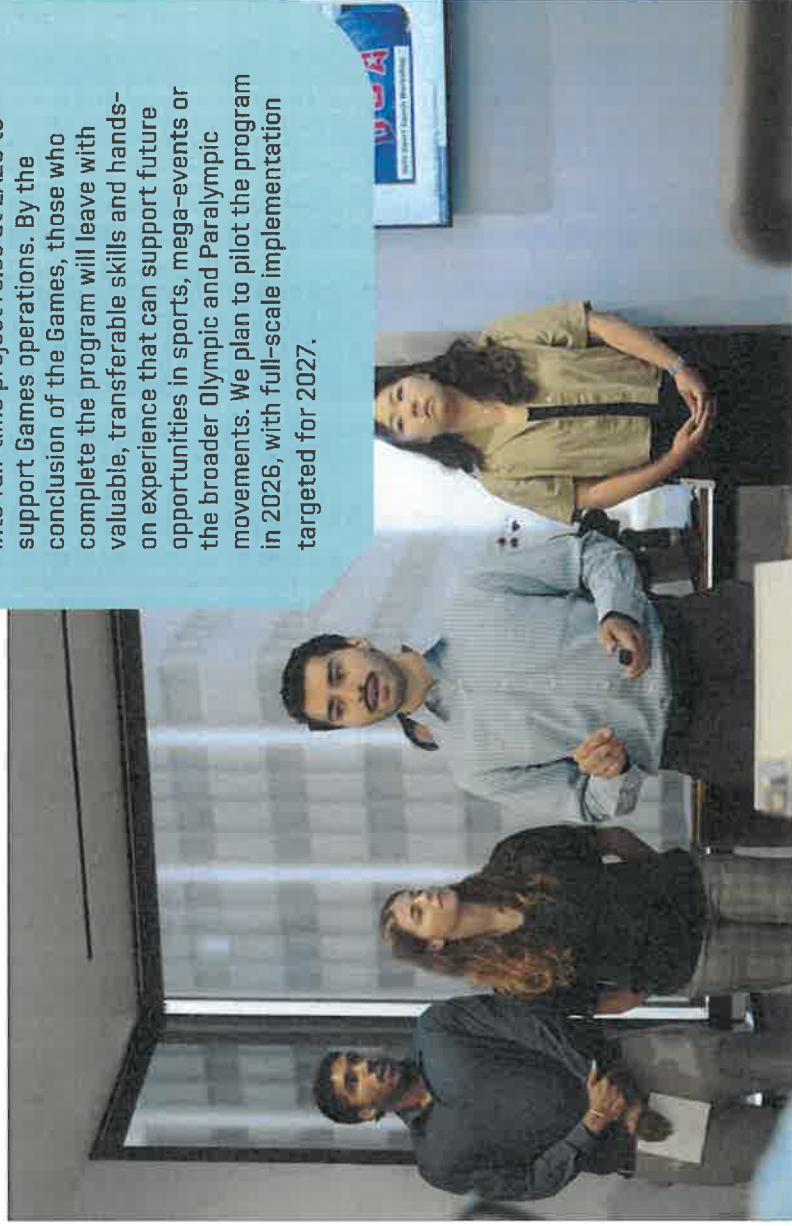 support Games operations. By the
conclusion of the Games, those who
complete the program will leave with
valuable, transferable skills and hands-
on experience that can support future
opportunities in sports, mega-events or
the broader Olympic and Paralympic
movements. We plan to pilot the program
in 2026, with full-scale implementation
targeted for 2027.